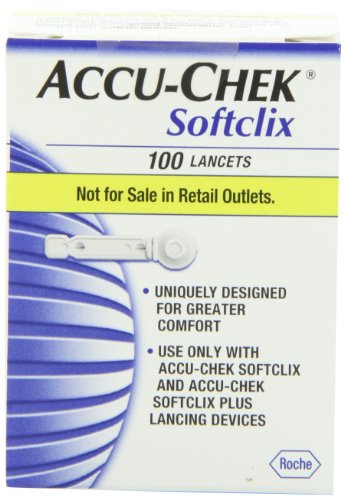 ACCU-CHEK®
Softclix
100 LANCETS
Not for Sale in Retail Outlets.
• UNIQUELY DESIGNED
FOR GREATER
COMFORT
• USE ONLY WITH
ACCU-CHEK SOFTCLIX
AND ACCU-CHEK
SOFTCLIX PLUS
LANCING DEVICES
Roche